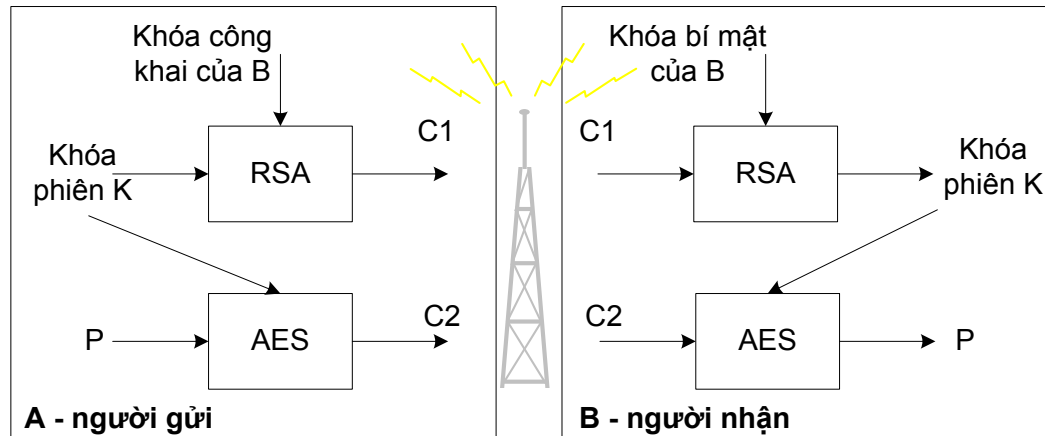 Khóa công
khai của B
C1
Khóa
phiên K
RSA
P
AES
C2
A - người gửi
Khóa bí mật
của B
C1
RSA
Khóa
phiên K
C2
AES
P
B - người nhận